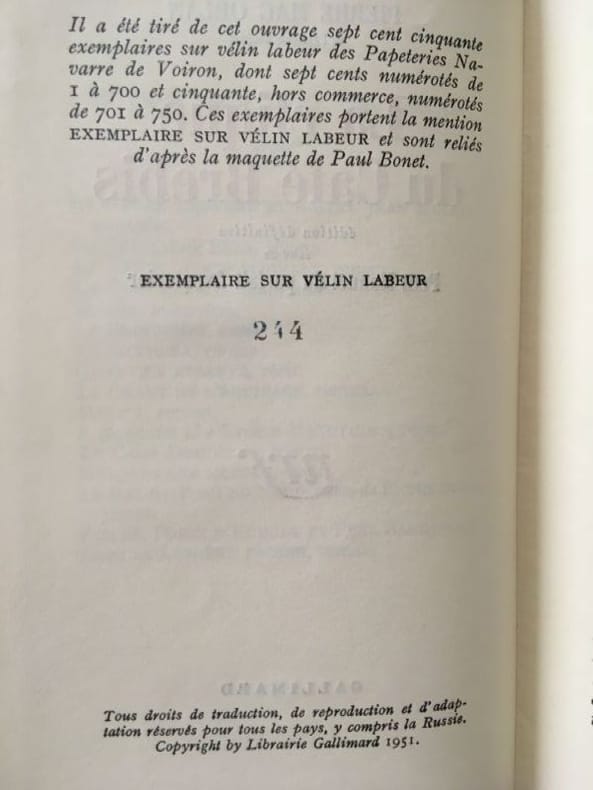 Il a été tiré de cet ouvrage sept cent cinquante
exemplaires sur vélin labeur des Papeteries Na-
varre de Voiron, dont sept cents numérotés de
1 à 700 et cinquante, hors commerce, numérotés
de 701 à 750. Ces exemplaires portent la mention
EXEMPLAIRE SUR VÉLIN LABEUR et sont reliés
d'après la maquette de Paul Bonet.
EXEMPLAIRE SUR VÉLIN LABEUR
244
Tous droits de traduction, de reproduction et d'adap-
tation réservés pour tous les pays, y compris la Russie.
Copyright by Librairie Gallimard 1951.